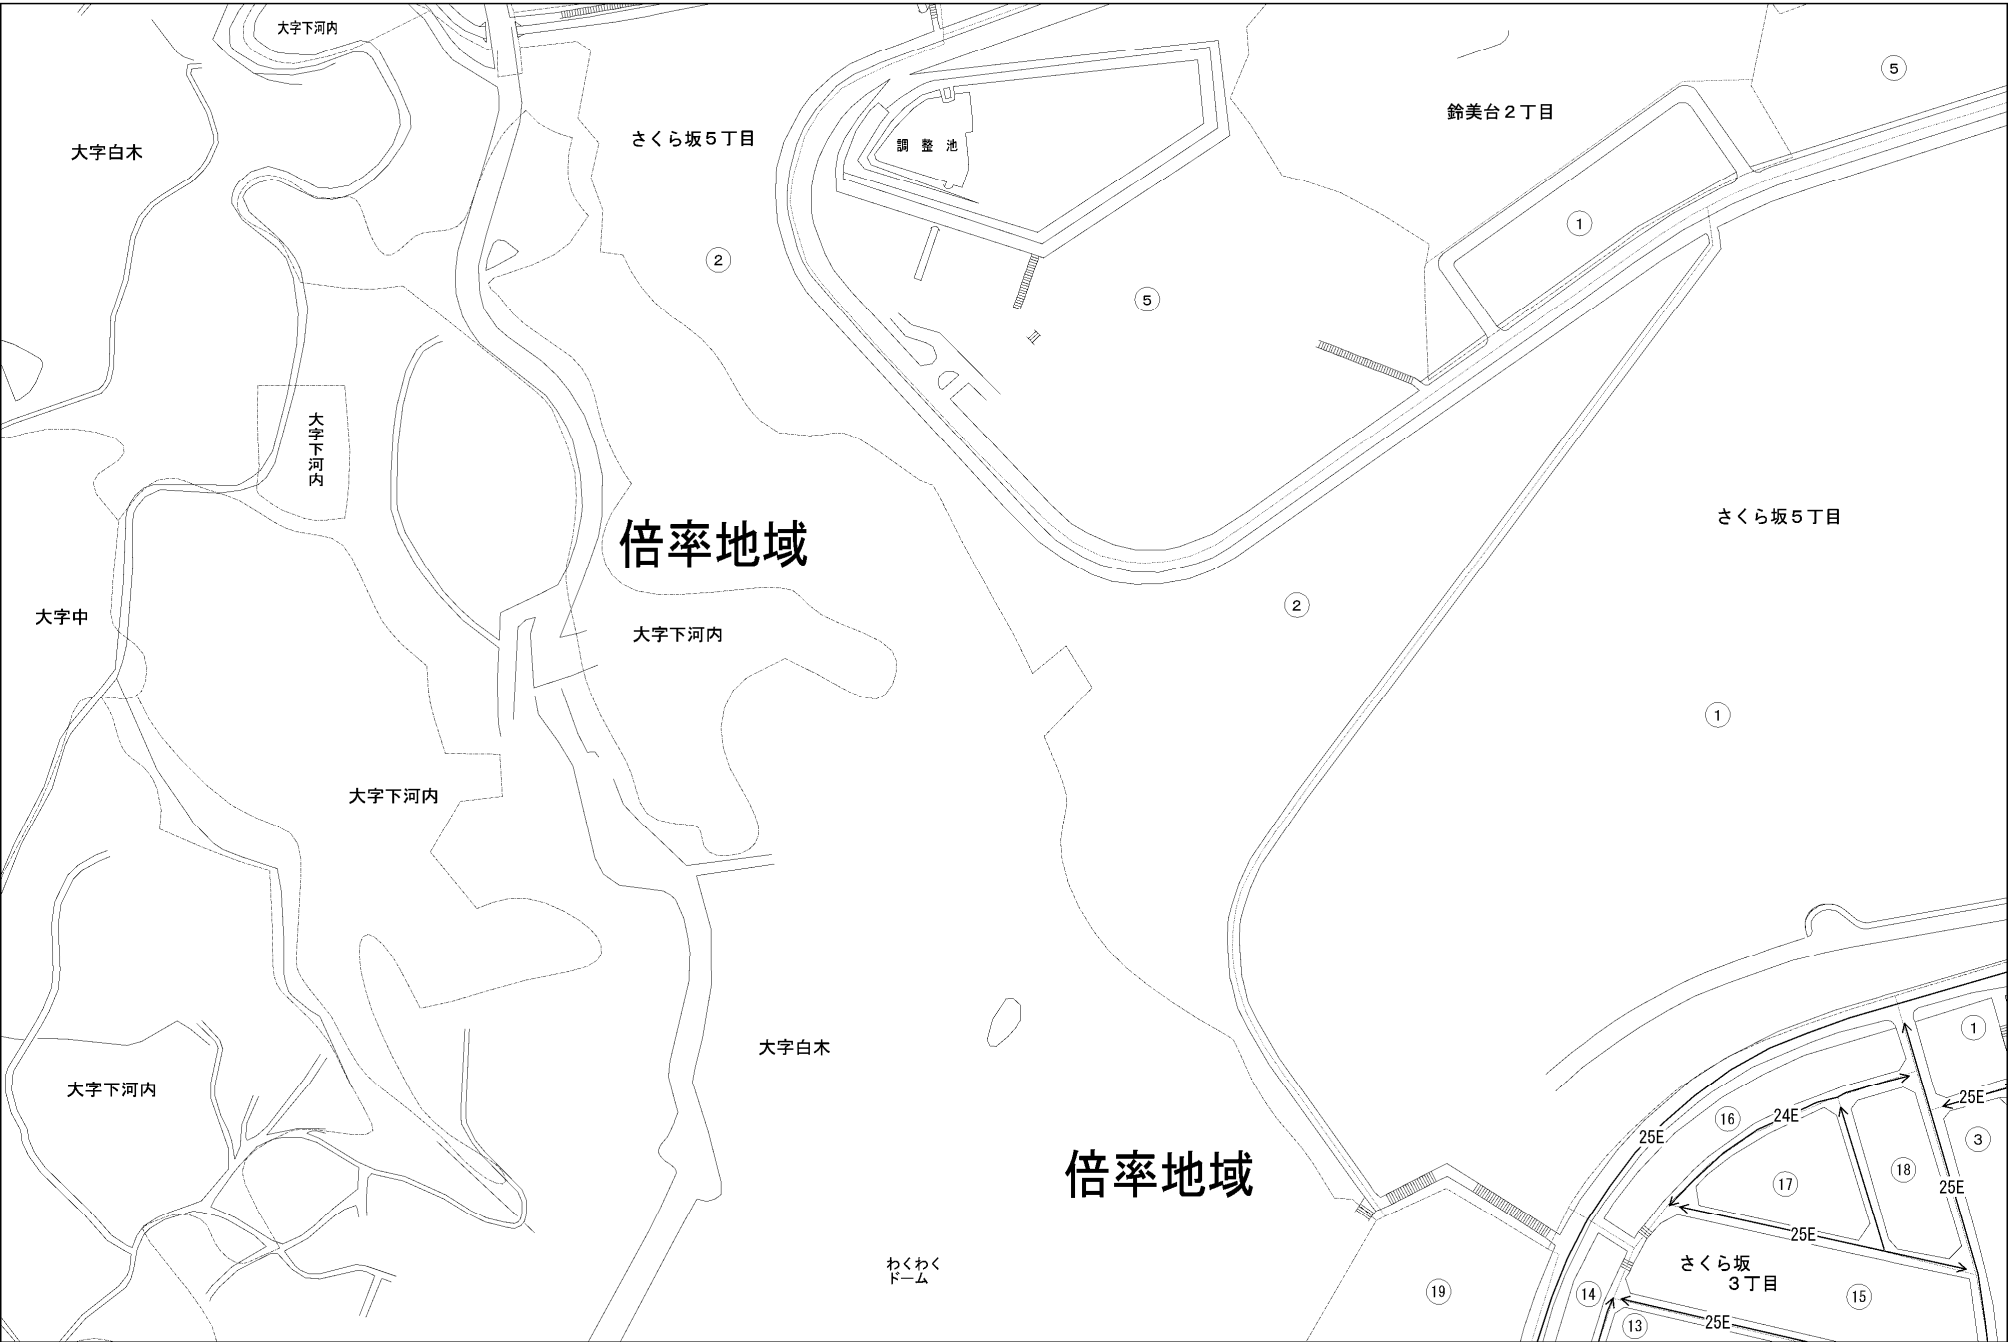 大字下河内
5
鈴美台2丁目
さくら坂5丁目
調整池
大字白木
1
2
5
大字下河内
さくら坂5丁目
倍率地域
2
大字中
大字下河内
1
大字下河内
1
大字白木
大字下河内
25E
24E
16
25E
3
倍率地域
18
17
25E
25E
わくわく
ドーム
さくら坂
3丁目
19
14
15
25E
13